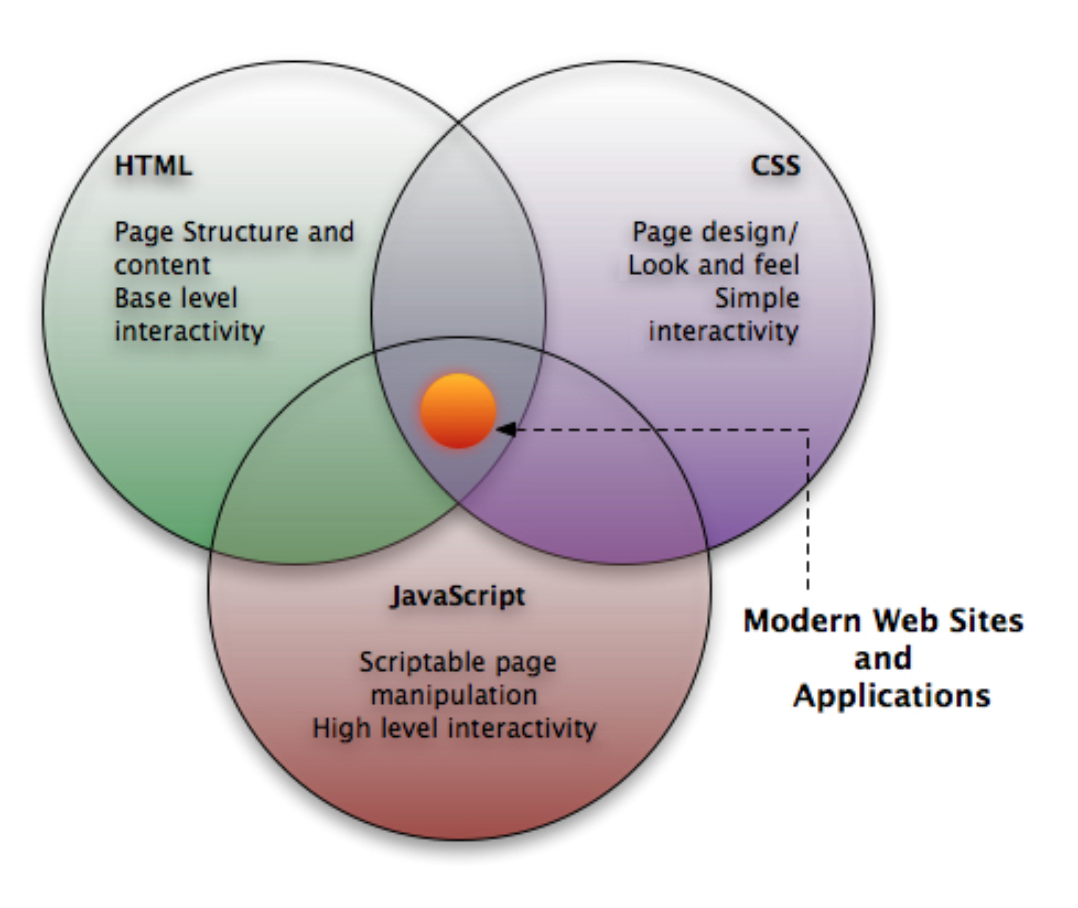 HTML
Page Structure and
content
Base level
interactivity
CSS
Page design/
Look and feel
Simple
interactivity
JavaScript
Scriptable page
manipulation
High level interactivity
Modern Web Sites
and
Applications